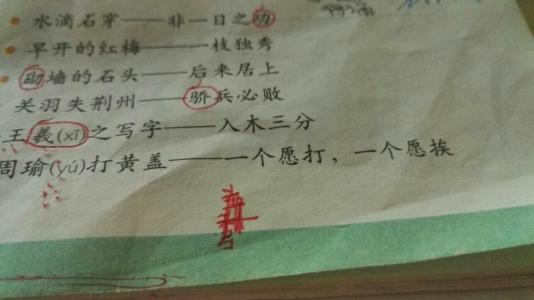 水滴石穿——非一日之功
早开的红梅——一枝独秀
砌墙的石头——后来居上
关羽失荆州——骄兵必败
王羲(xī)之写字——入木三分
周瑜(yú)打黄盖——一个愿打，一个愿挨